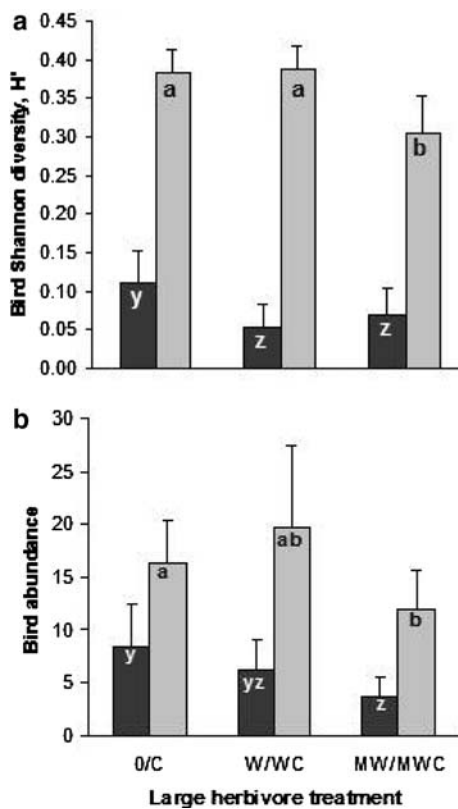 a
Bird Shannon diversity, H'
0.45
0.40
0.35
0.30
0.25
0.20
0.15
0.10
0.05
0.00
a
a
b
y
z
z
b
Bird abundance
30
25
20
15
10
5
0
a
ab
b
y
yz
z
0/C
W/WC
MW/MWC
Large herbivore treatment